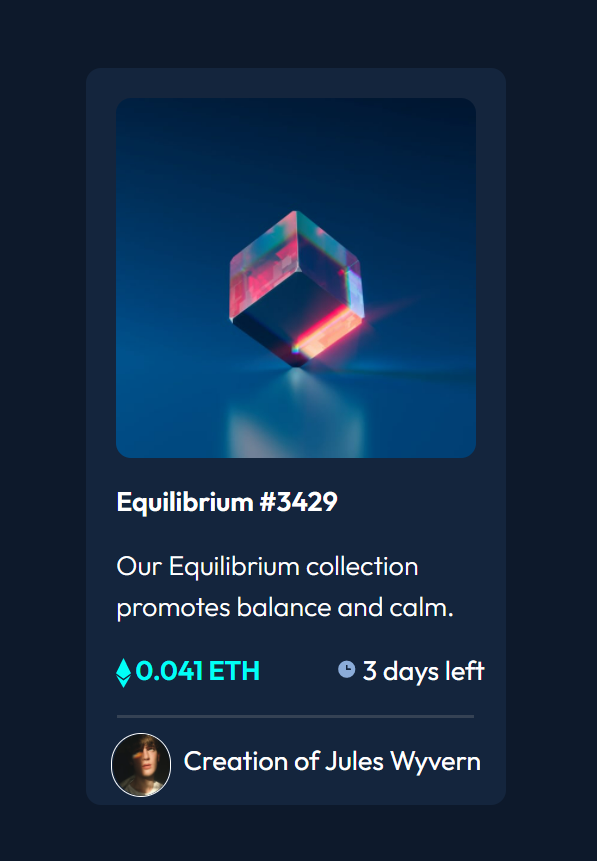 Equilibrium #3429
Our Equilibrium collection
promotes balance and calm.
0.041 ETH
3 days left
Creation of Jules Wyvern